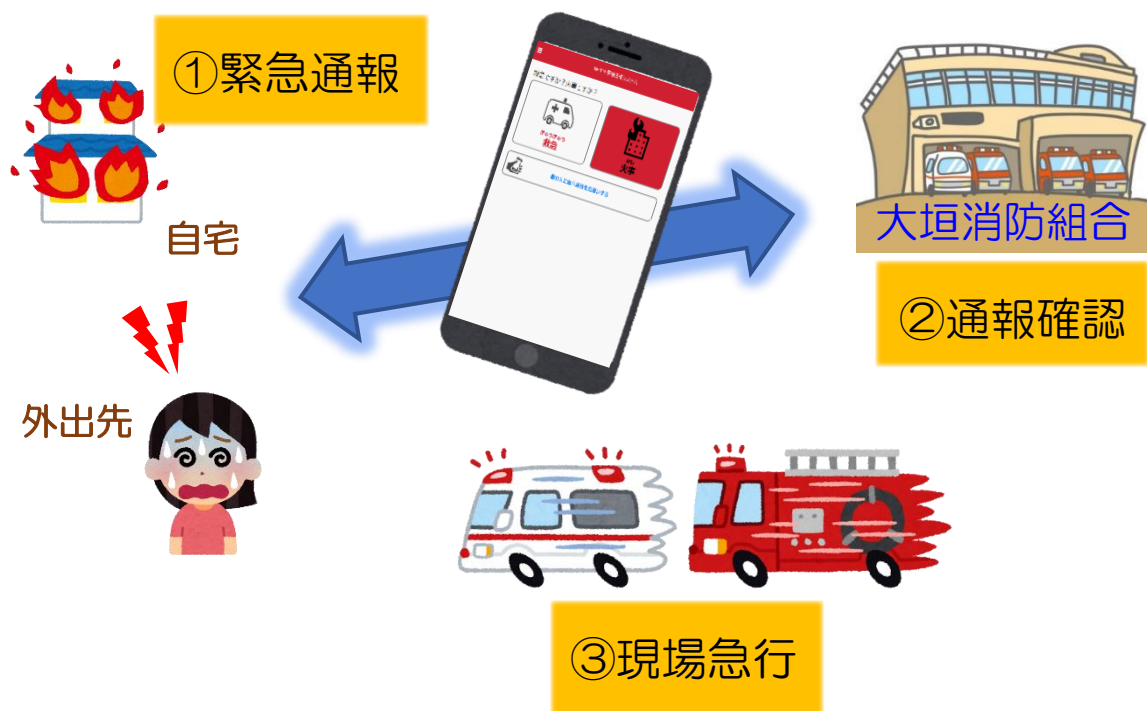 ①緊急通報
自宅
外出先
救急
火事
大垣消防組合
②通報確認
③現場急行